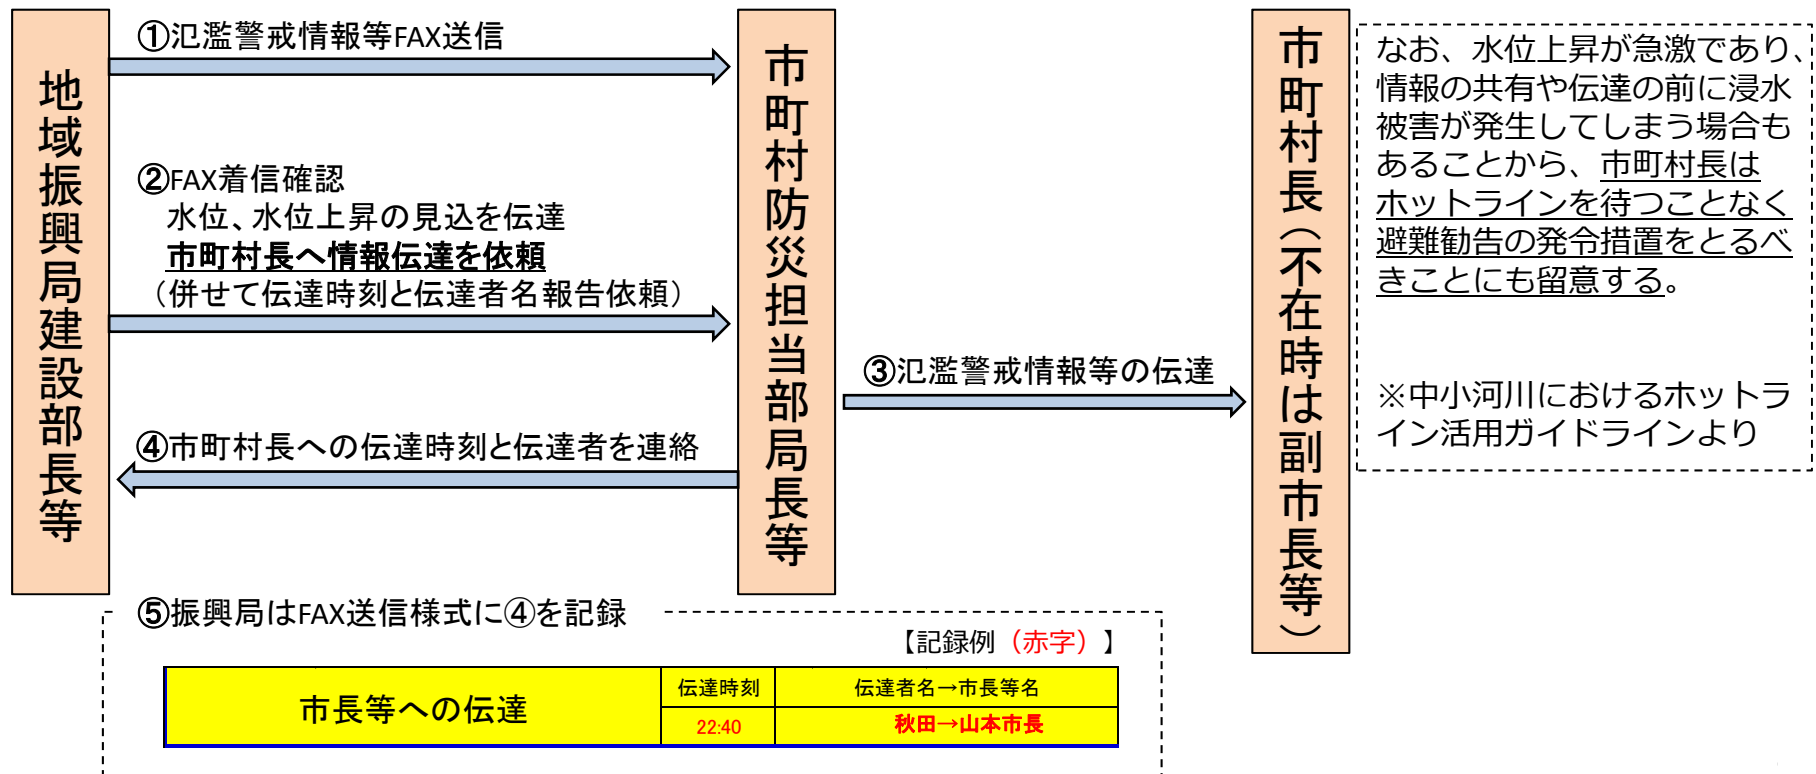 地域振興局建設部長等
①氾濫警戒情報等FAX送信
②FAX着信確認
水位、水位上昇の見込を伝達
市町村長へ情報伝達を依頼
（併せて伝達時刻と伝達者名報告依頼）
市町村防災担当部局長等
③氾濫警戒情報等の伝達
④市町村長への伝達時刻と伝達者を連絡
市町村長（不在時は副市長等）
なお、水位上昇が急激であり、
情報の共有や伝達の前に浸水
被害が発生してしまう場合も
あることから、市町村長は
ホットラインを待つことなく
避難勧告の発令措置をとるべ
きことにも留意する。
※中小河川におけるホットラ
イン活用ガイドラインより
⑤振興局はFAX送信様式に④を記録
【記録例（赤字）】
市長等への伝達
伝達時刻
伝達者名→市長等名
22:40
秋田→山本市長